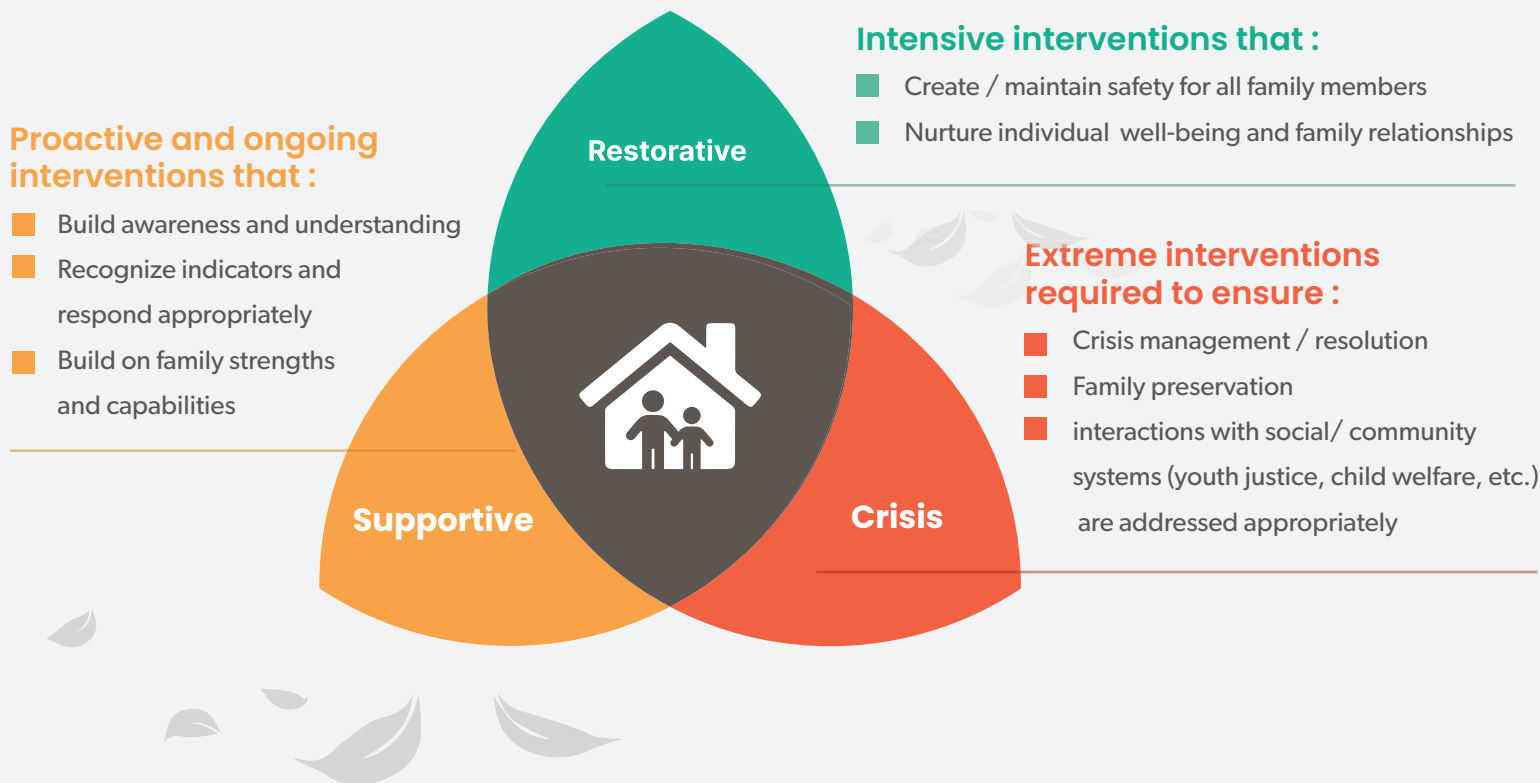 Proactive and ongoing
interventions that :
Build awareness and understanding
Recognize indicators and
respond appropriately
Build on family strengths
and capabilities
Restorative
Supportive
Crisis
Intensive interventions that :
Create / maintain safety for all family members
Nurture individual well-being and family relationships
Extreme interventions
required to ensure :
Crisis management / resolution
Family preservation
interactions with social/ community
systems (youth justice, child welfare, etc.)
are addressed appropriately